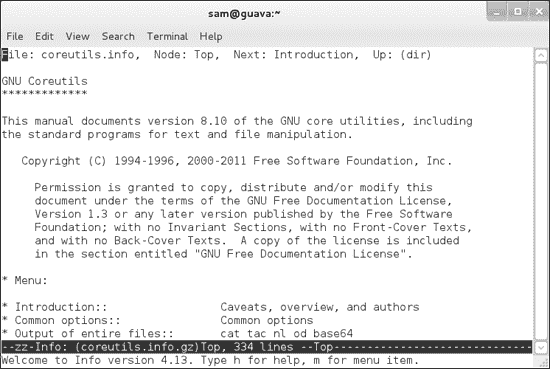 sam@guava:~
File Edit View Search Terminal Help
File: coreutils.info, Node: Top, Next: Introduction, Up: (dir)
GNU Coreutils
*************
This manual documents version 8.10 of the GNU core utilities, including
the standard programs for text and file manipulation.
Copyright (C) 1994-1996, 2000-2011 Free Software Foundation, Inc.
Permission is granted to copy, distribute and/or modify this
document under the terms of the GNU Free Documentation License,
Version 1.3 or any later version published by the Free Software
Foundation; with no Invariant Sections, with no Front-Cover Texts,
and with no Back-Cover Texts. A copy of the license is included
in the section entitled "GNU Free Documentation License".
* Menu:
* Introduction:: Caveats, overview, and authors
* Common options:: Common options
* Output of entire files:: cat tac nl od base64
--zz-Info: (coreutils.info.gz)Top, 334 lines --Top-------------------------------
Welcome to Info version 4.13. Type h for help, m for menu item.